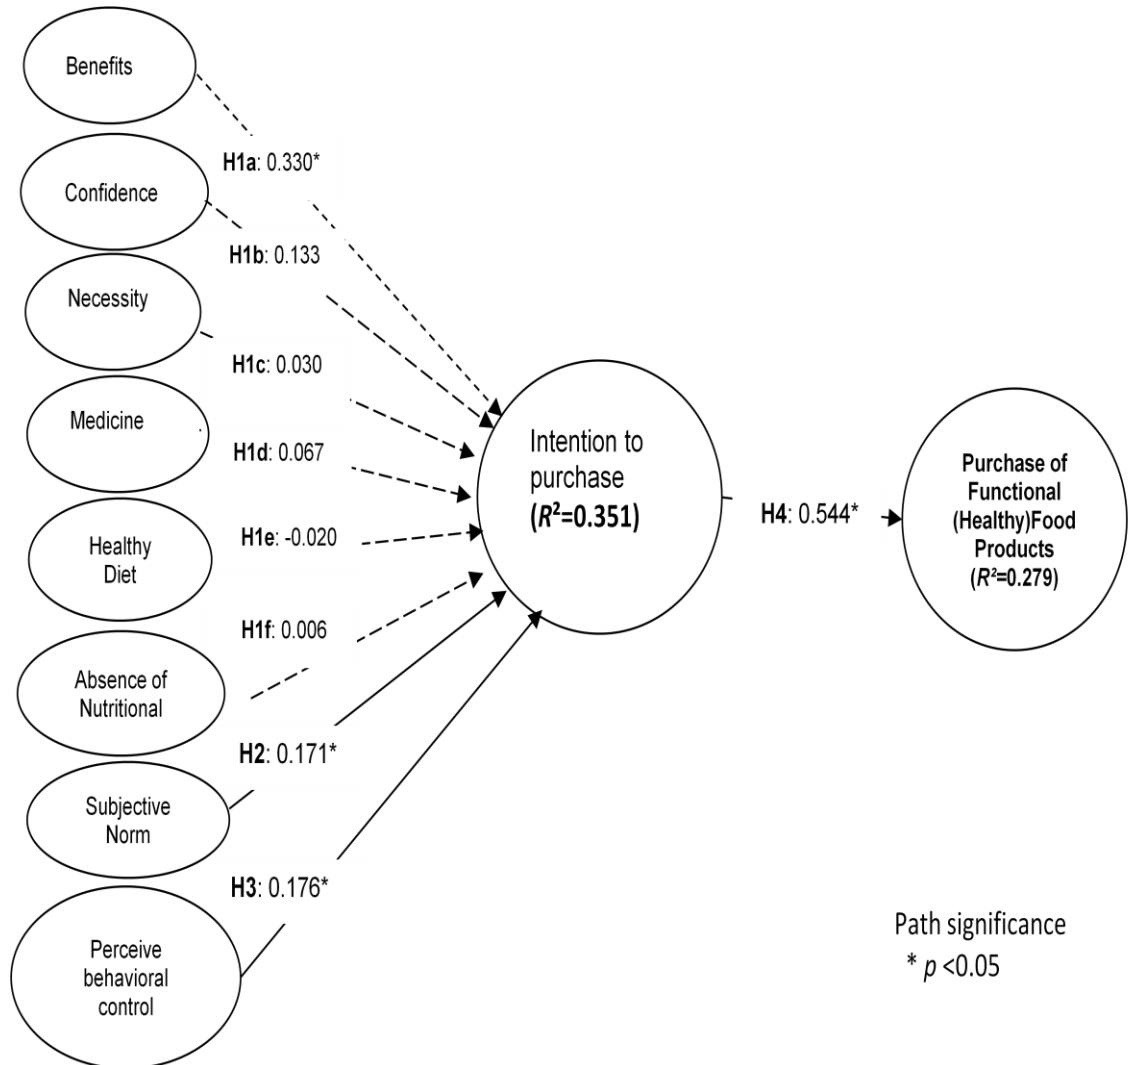 Benefits
H1a: 0.330*
Confidence
H1b: 0.133
Necessity
H1c: 0.030
Medicine
H1d: 0.067
Healthy
Diet
H1e: -0.020
H1f: 0.006
Absence of
Nutritional
H2: 0.171*
Subjective
Norm
H3: 0.176*
Perceive
behavioral
control
Intention to
purchase
(R²=0.351)
H4: 0.544*
Purchase of
Functional
(Healthy)Food
Products
(R²=0.279)
Path significance
* p <0.05